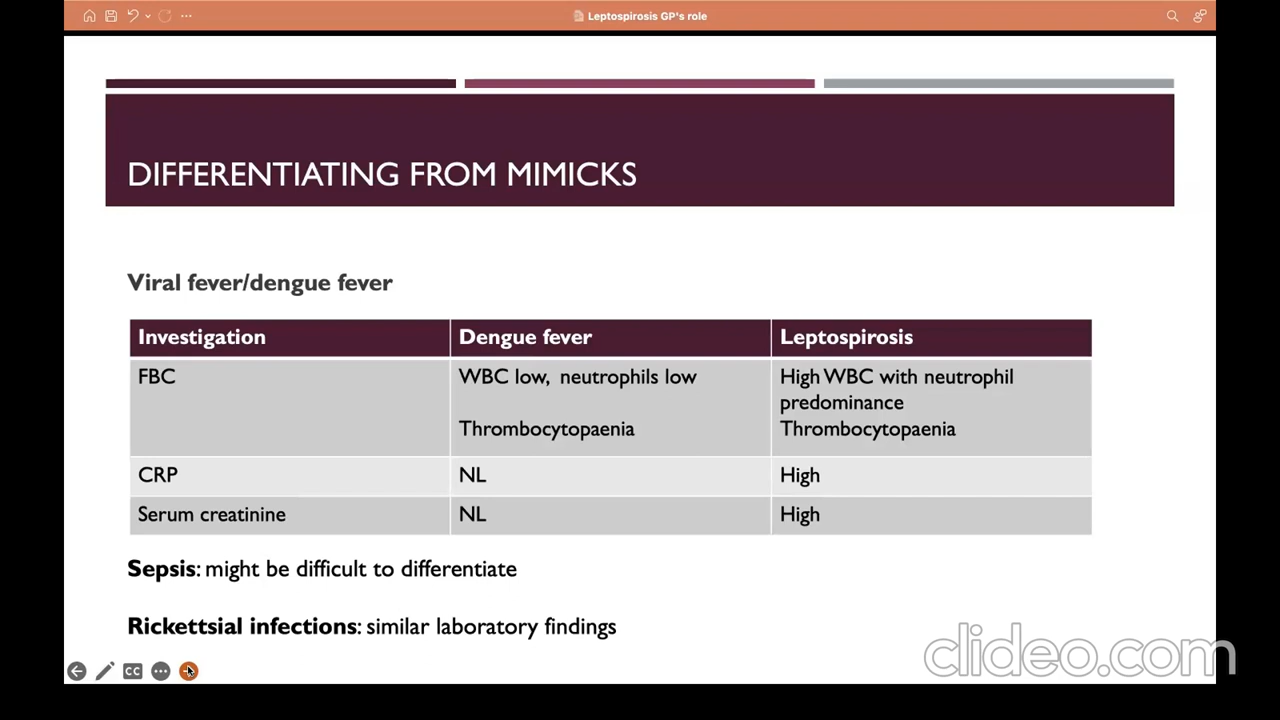 Leptospirosis GP's role
DIFFERENTIATING FROM MIMICKS
Viral fever/dengue fever
Investigation Dengue fever Leptospirosis
FBC WBC low, neutrophils low High WBC with neutrophil
predominance
Thrombocytopaenia Thrombocytopaenia
CRP NL High
Serum creatinine NL High
Sepsis: might be difficult to differentiate
Rickettsial infections: similar laboratory findings
CC
clideo.com